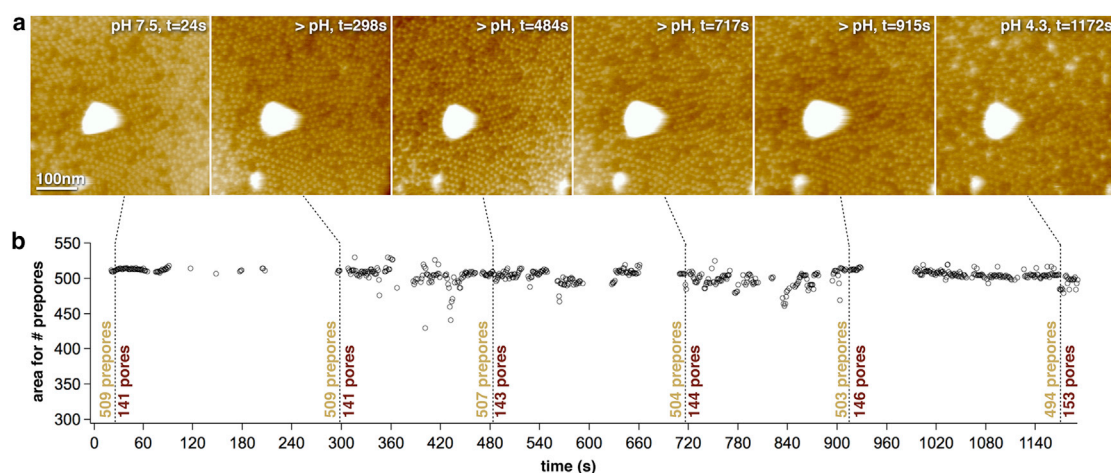 a
pH 7.5, t=24s
> pH, t=298s
> pH, t=484s
> pH, t=717s
> pH, t=915s
pH 4.3, t=1172s
100nm
b
area for # prepores
550
500
450
400
350
300
509 prepores
141 pores
509 prepores
141 pores
507 prepores
143 pores
504 prepores
144 pores
503 prepores
146 pores
494 prepores
153 pores
0 60 120 180 240 300 360 420 480 540 600 660 720 780 840 900 960 1020 1080 1140
time (s)